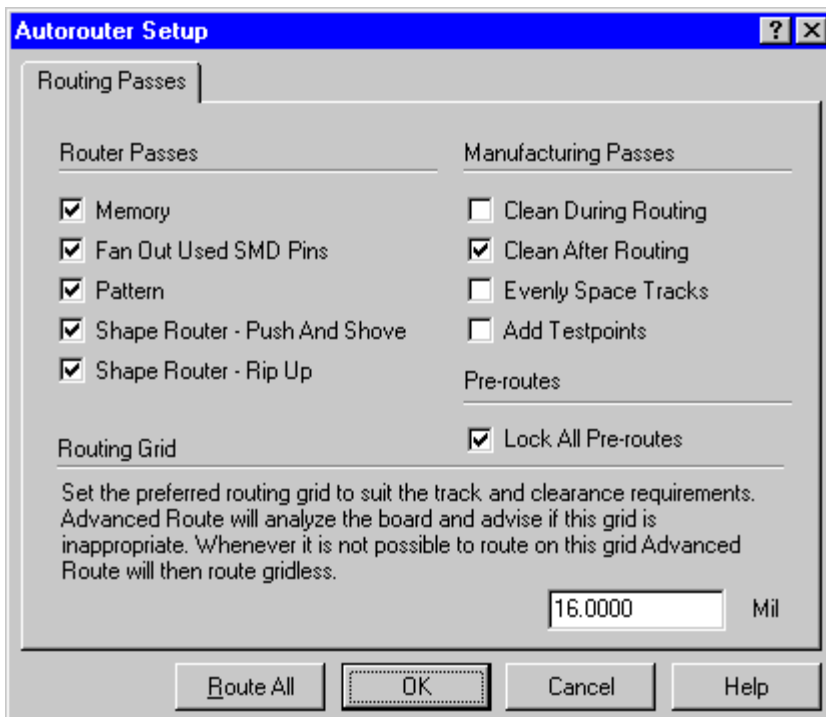 Autorouter Setup
Routing Passes
Router Passes
Memory
Fan Out Used SMD Pins
Pattern
Shape Router - Push And Shove
Shape Router - Rip Up
Manufacturing Passes
Clean During Routing
Clean After Routing
Evenly Space Tracks
Add Testpoints
Pre-routes
Lock All Pre-routes
Routing Grid
Set the preferred routing grid to suit the track and clearance requirements.
Advanced Route will analyze the board and advise if this grid is
inappropriate. Whenever it is not possible to route on this grid Advanced
Route will then route gridless.
16.0000 Mil
Route All OK Cancel Help